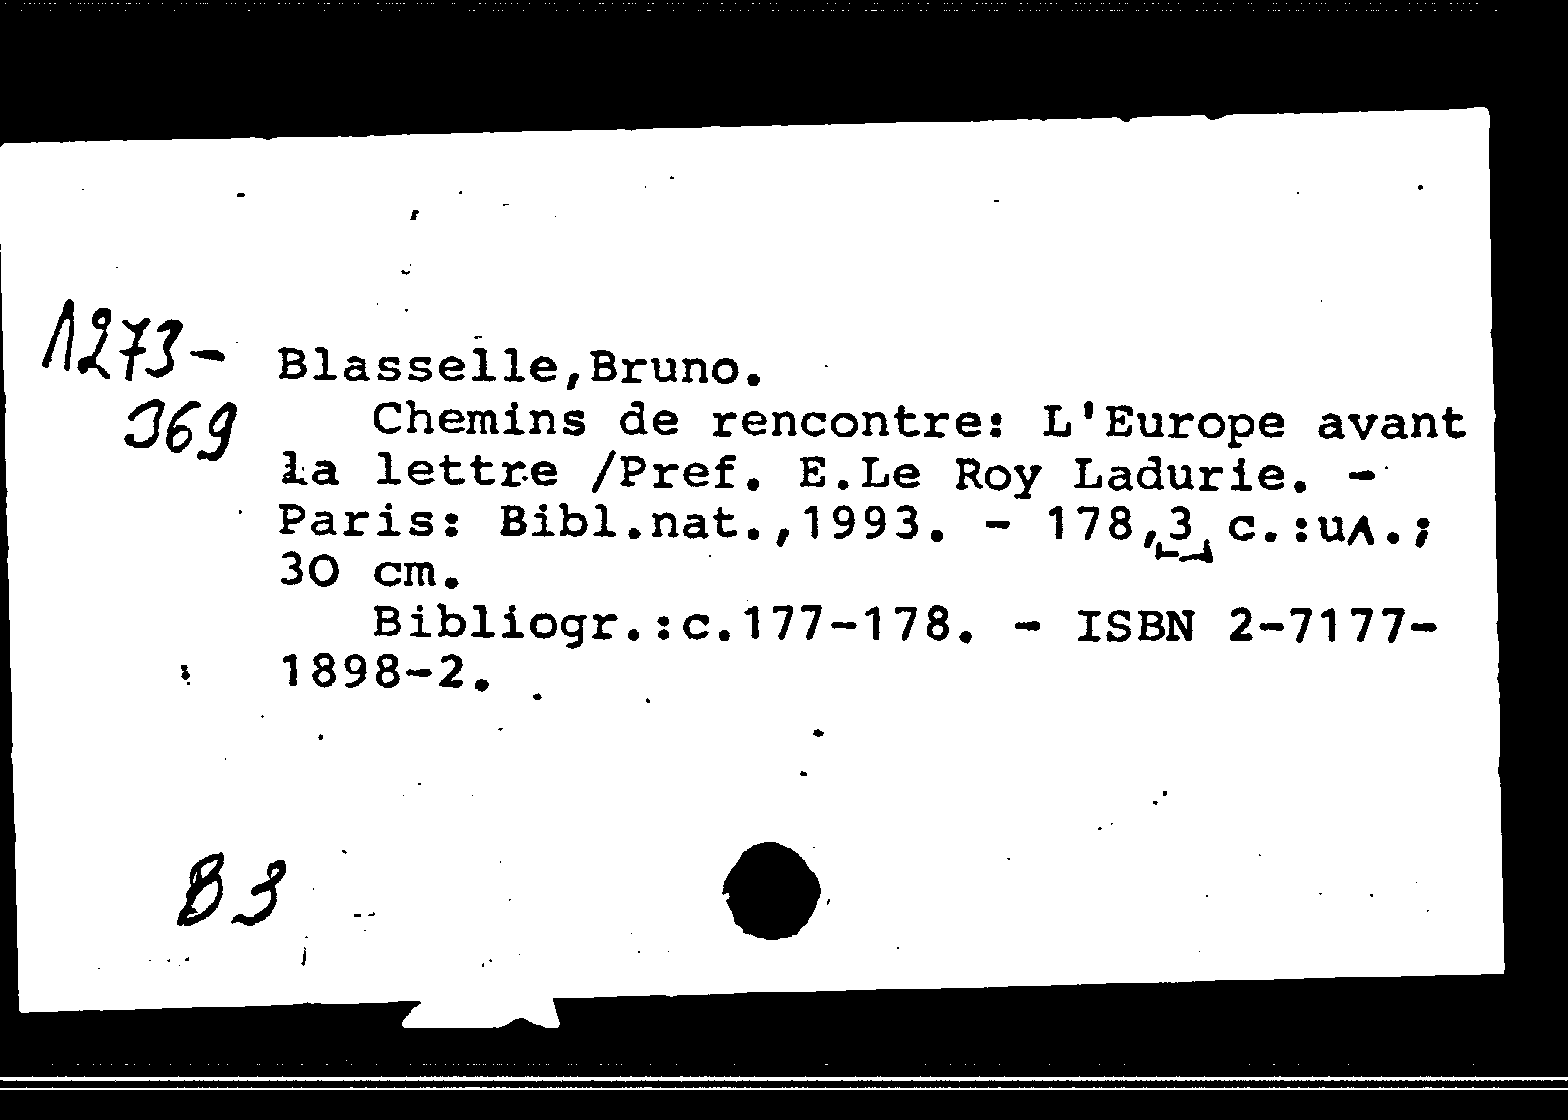 1273-
369
Blasselle,Bruno.
Chemins de rencontre: L'Europe avant
la lettre /Pref. E.Le Roy Ladurie. -
Paris: Bibl.nat.,1993. - 178,[3] с.:ил.;
30 cm.
Bibliogr.:с.177-178. - ISBN 2-7177-
1898-2.
B3